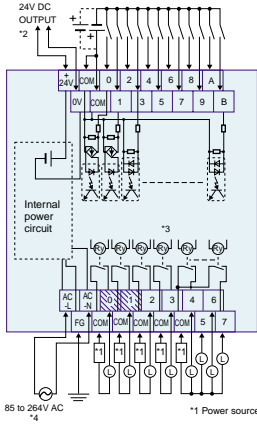 24V DC
OUTPUT
*2
+
+
+
24V
COM 0 2 4 6 8 A
0V COM 1 3 5 7 9 B
Internal
power
circuit
*3
Ry Ry Ry Ry Ry Ry
AC
-L
AC
-N
0 1 2 3 4 6
FG COM COM COM COM COM 5 7
*1 *1 *1 *1 *1
L L
L L L L L L
85 to 264V AC
*4
*1 Power source